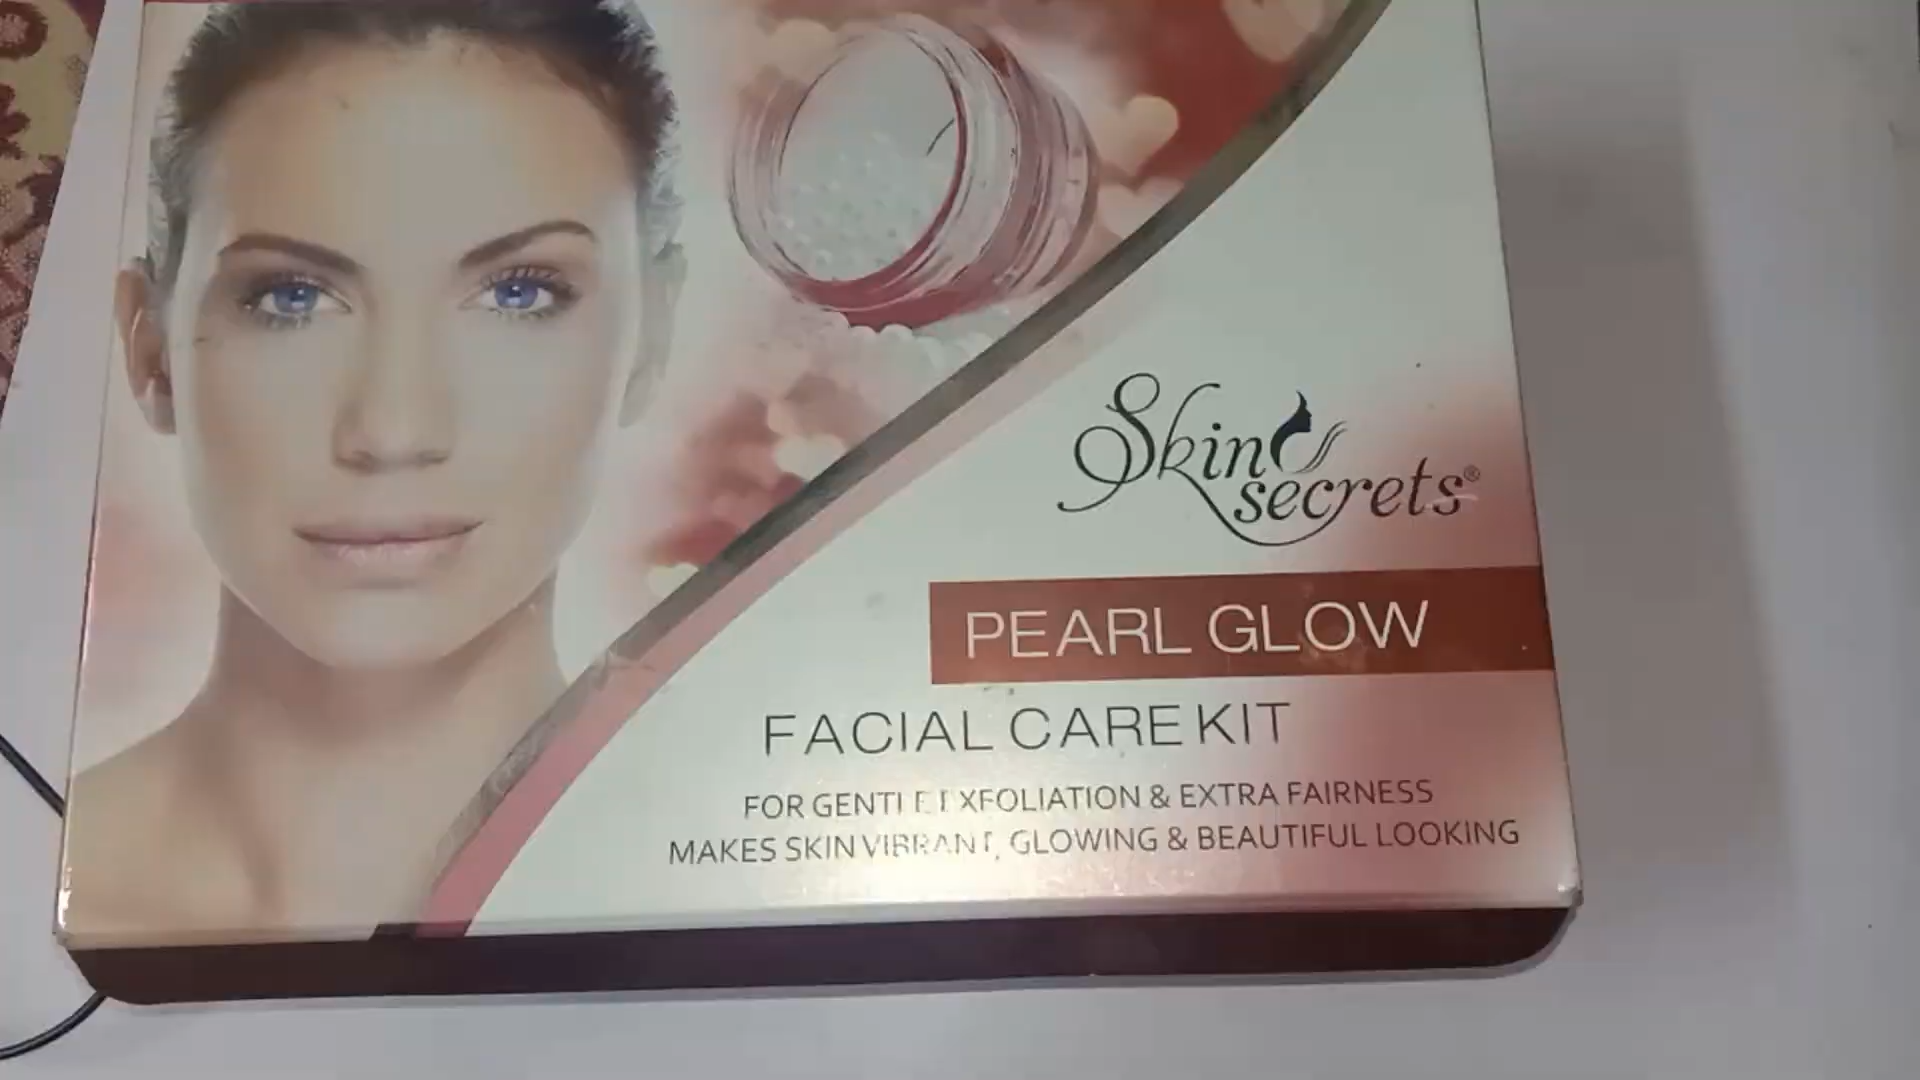 Skin
secrets®
PEARL GLOW
FACIAL CARE KIT
FOR GENTLE EXFOLIATION & EXTRA FAIRNESS
MAKES SKIN VIBRANT, GLOWING & BEAUTIFUL LOOKING